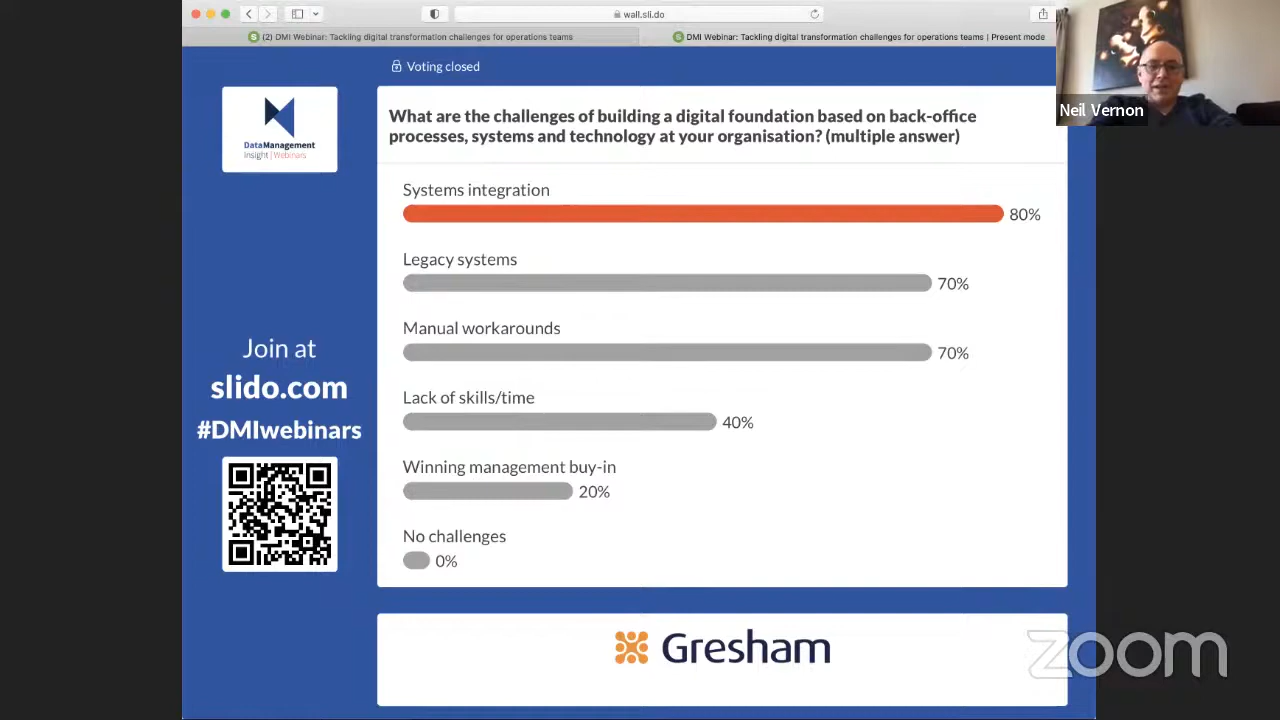 wall.sli.do
(2) DMI Webinar: Tackling digital transformation challenges for operations teams
DMI Webinar: Tackling digital transformation challenges for operations teams | Present mode
Voting closed
Neil Vernon
DataManagement
Insight | Webinars
What are the challenges of building a digital foundation based on back-office
processes, systems and technology at your organisation? (multiple answer)
Systems integration
80%
Legacy systems
70%
Manual workarounds
70%
Lack of skills/time
40%
Winning management buy-in
20%
No challenges
0%
Join at
slido.com
#DMIwebinars
Gresham
zoom